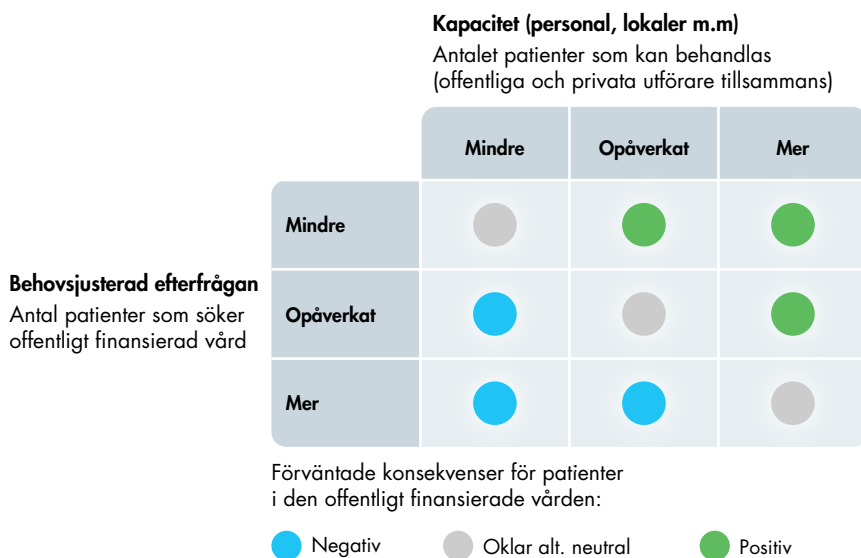 Kapacitet (personal, lokaler m.m)
Antalet patienter som kan behandlas
(offentliga och privata utförare tillsammans)
Mindre
Opåverkat
Mer
Mindre
Behovsjusterad efterfrågan
Antal patienter som söker
offentligt finansierad vård
Opåverkat
Mer
Förväntade konsekvenser för patienter
i den offentligt finansierade vården:
Negativ
Oklar alt. neutral
Positiv